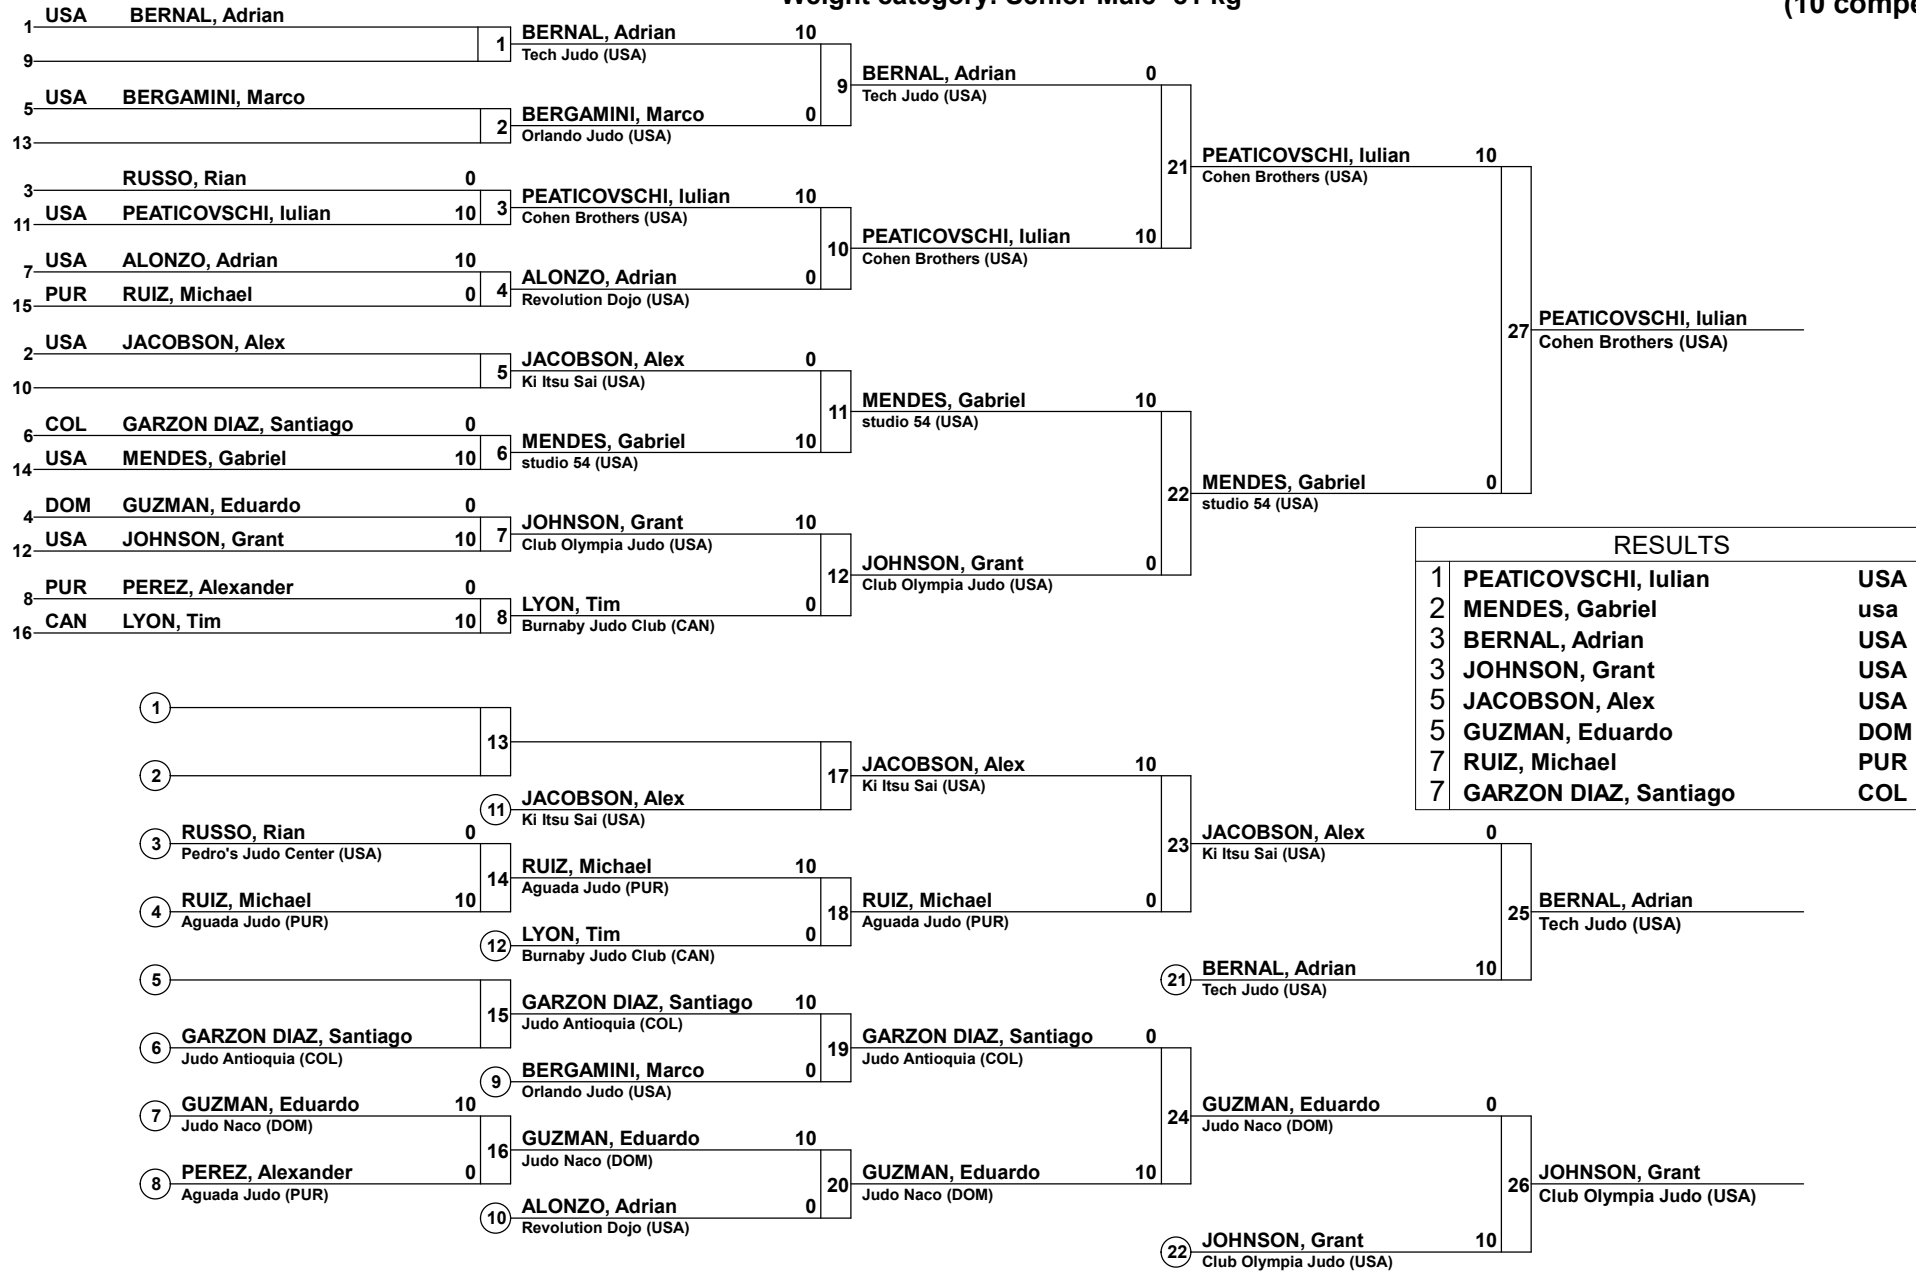 Weight category: Senior Male -81 kg
(10 compe
1 USA BERNAL, Adrian
9
1 BERNAL, Adrian 10
Tech Judo (USA)
5 USA BERGAMINI, Marco
13
2 BERGAMINI, Marco 0
Orlando Judo (USA)
9 BERNAL, Adrian 0
Tech Judo (USA)
3 RUSSO, Rian 0
11 USA PEATICOVSCHI, Iulian 10
3 PEATICOVSCHI, Iulian 10
Cohen Brothers (USA)
7 USA ALONZO, Adrian 10
15 PUR RUIZ, Michael 0
4 ALONZO, Adrian 0
Revolution Dojo (USA)
10 PEATICOVSCHI, Iulian 10
Cohen Brothers (USA)
21 PEATICOVSCHI, Iulian 10
Cohen Brothers (USA)
2 USA JACOBSON, Alex
10
5 JACOBSON, Alex 0
Ki Itsu Sai (USA)
6 COL GARZON DIAZ, Santiago 0
14 USA MENDES, Gabriel 10
6 MENDES, Gabriel 10
studio 54 (USA)
11 MENDES, Gabriel 10
studio 54 (USA)
4 DOM GUZMAN, Eduardo 0
12 USA JOHNSON, Grant 10
7 JOHNSON, Grant 10
Club Olympia Judo (USA)
8 PUR PEREZ, Alexander 0
16 CAN LYON, Tim 10
8 LYON, Tim 0
Burnaby Judo Club (CAN)
12 JOHNSON, Grant 0
Club Olympia Judo (USA)
22 MENDES, Gabriel 0
studio 54 (USA)
27 PEATICOVSCHI, Iulian
Cohen Brothers (USA)
RESULTS
1 PEATICOVSCHI, Iulian USA
2 MENDES, Gabriel usa
3 BERNAL, Adrian USA
3 JOHNSON, Grant USA
5 JACOBSON, Alex USA
5 GUZMAN, Eduardo DOM
7 RUIZ, Michael PUR
7 GARZON DIAZ, Santiago COL
1
2
13
11 JACOBSON, Alex
Ki Itsu Sai (USA)
17 JACOBSON, Alex 10
Ki Itsu Sai (USA)
3 RUSSO, Rian 0
Pedro's Judo Center (USA)
4 RUIZ, Michael 10
Aguada Judo (PUR)
14 RUIZ, Michael 10
Aguada Judo (PUR)
12 LYON, Tim 0
Burnaby Judo Club (CAN)
18 RUIZ, Michael 0
Aguada Judo (PUR)
23 JACOBSON, Alex 0
Ki Itsu Sai (USA)
21 BERNAL, Adrian 10
Tech Judo (USA)
25 BERNAL, Adrian
Tech Judo (USA)
5
6 GARZON DIAZ, Santiago
Judo Antioquia (COL)
15 GARZON DIAZ, Santiago 10
Judo Antioquia (COL)
9 BERGAMINI, Marco 0
Orlando Judo (USA)
19 GARZON DIAZ, Santiago 0
Judo Antioquia (COL)
7 GUZMAN, Eduardo 10
Judo Naco (DOM)
8 PEREZ, Alexander 0
Aguada Judo (PUR)
16 GUZMAN, Eduardo 10
Judo Naco (DOM)
10 ALONZO, Adrian 0
Revolution Dojo (USA)
20 GUZMAN, Eduardo 10
Judo Naco (DOM)
24 GUZMAN, Eduardo 0
Judo Naco (DOM)
22 JOHNSON, Grant 10
Club Olympia Judo (USA)
26 JOHNSON, Grant
Club Olympia Judo (USA)